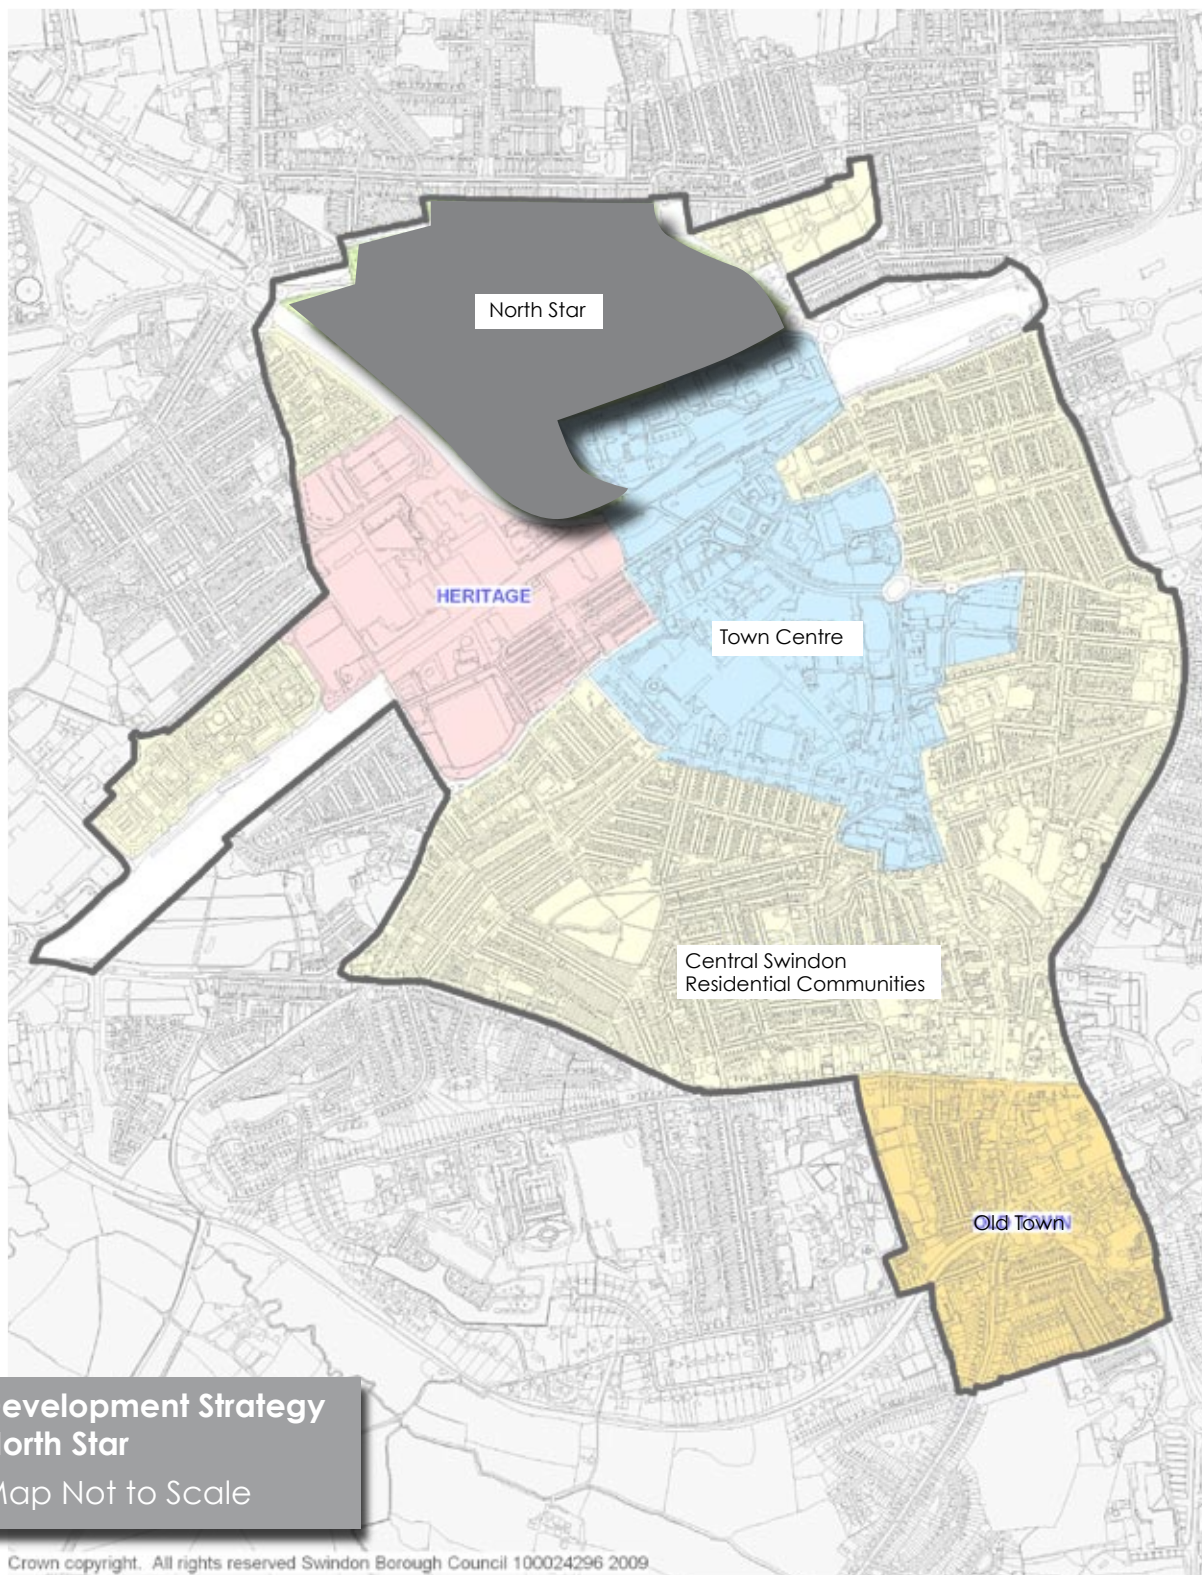 North Star
HERITAGE
Town Centre
Central Swindon
Residential Communities
Old Town
evelopment Strategy
orth Star
Map Not to Scale
Crown copyright. All rights reserved Swindon Borough Council 100024296 2009